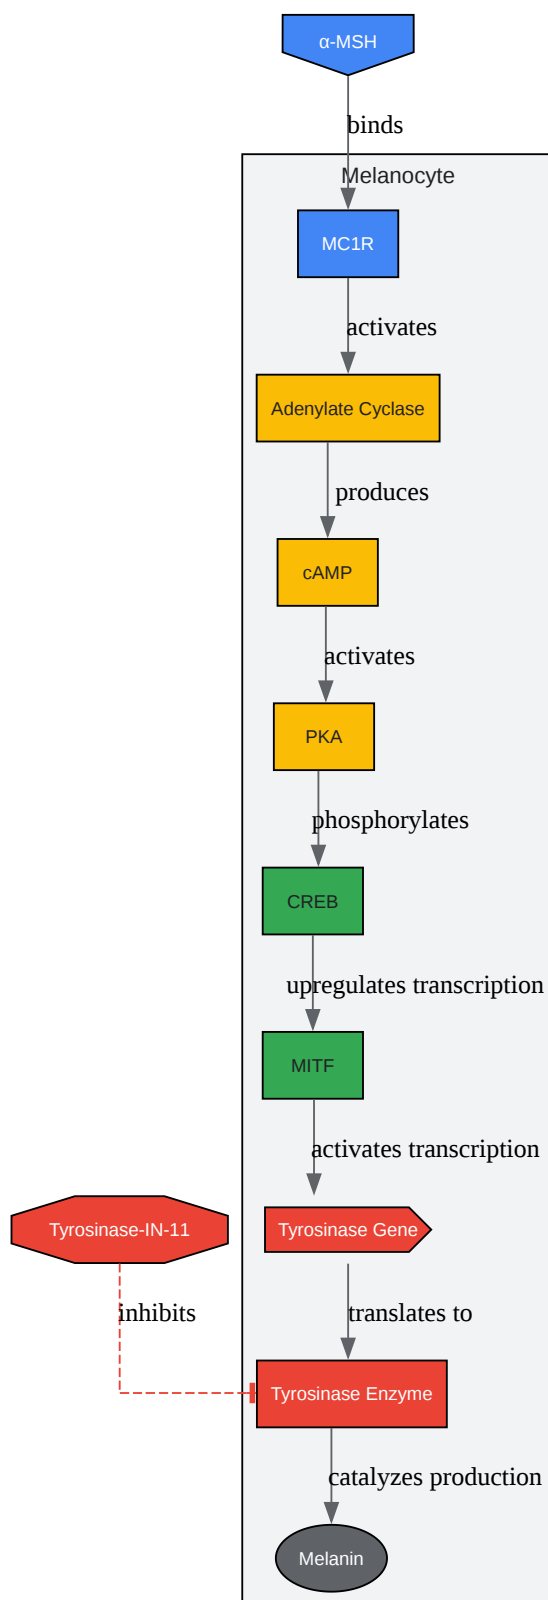 α-MSH
binds
Melanocyte
MC1R
activates
Adenylate Cyclase
produces
cAMP
activates
PKA
phosphorylates
CREB
upregulates transcription
MITF
activates transcription
Tyrosinase-IN-11
Tyrosinase Gene
inhibits
translates to
Tyrosinase Enzyme
catalyzes production
Melanin